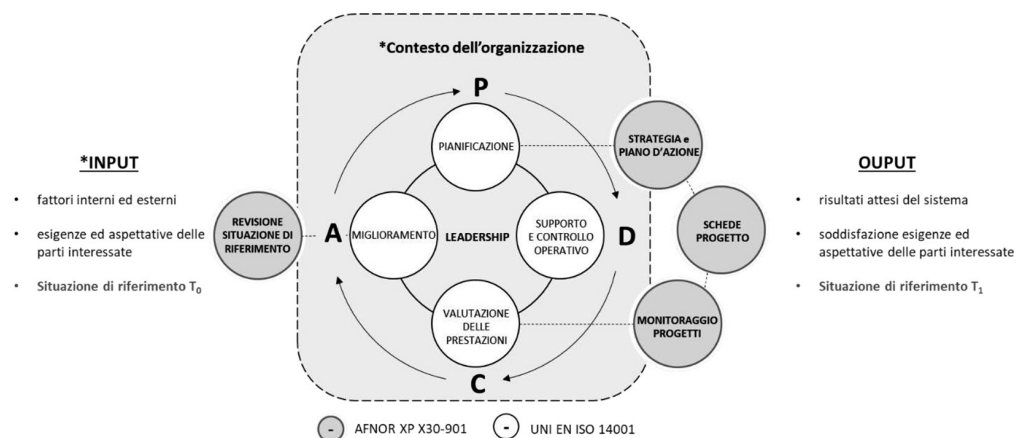 *Contesto dell'organizzazione
P
PIANIFICAZIONE
STRATEGIA e
PIANO D'AZIONE
*INPUT
• fattori interni ed esterni
• esigenze ed aspettative delle
parti interessate
• Situazione di riferimento T0
REVISIONE
SITUAZIONE DI
RIFERIMENTO
A
MIGLIORAMENTO
LEADERSHIP
SUPPORTO
E CONTROLLO
OPERATIVO
D
SCHEDE
PROGETTO
OUPUT
• risultati attesi del sistema
• soddisfazione esigenze ed
aspettative delle parti interessate
• Situazione di riferimento T1
VALUTAZIONE
DELLE
PRESTAZIONI
MONITORAGGIO
PROGETTI
C
- AFNOR XP X30-901
- UNI EN ISO 14001